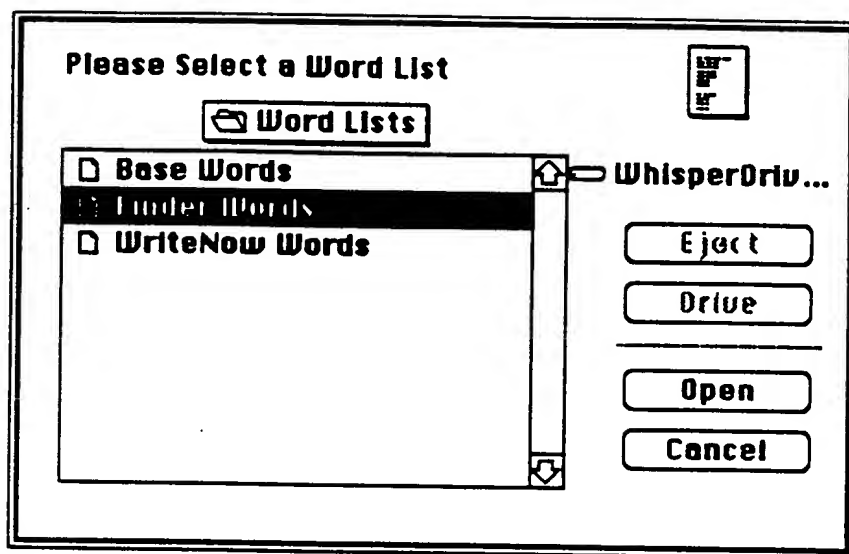 Please Select a Word List
Word Lists
Base Words
Finder Words
WriteNow Words
WhisperDriv...
Eject
Drive
Open
Cancel